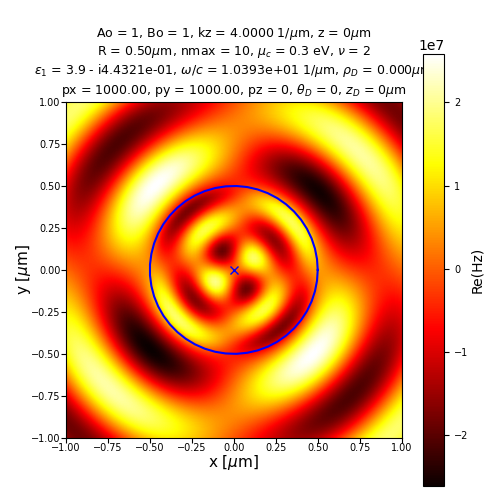 Ao = 1, Bo = 1, kz = 4.0000 1/μm, z = 0μm
R = 0.50μm, nmax = 10, μ_c = 0.3 eV, ν = 2
ε₁ = 3.9 - i4.4321e-01, ω/c = 1.0393e+01 1/μm, ρ_D = 0.000μm
px = 1000.00, py = 1000.00, pz = 0, θ_D = 0, z_D = 0μm
1e7
1.00
0.75
0.50
0.25
0.00
−0.25
−0.50
−0.75
−1.00
y [μm]
−1.00 −0.75 −0.50 −0.25 0.00 0.25 0.50 0.75 1.00
x [μm]
2
1
0
−1
−2
Re(Hz)